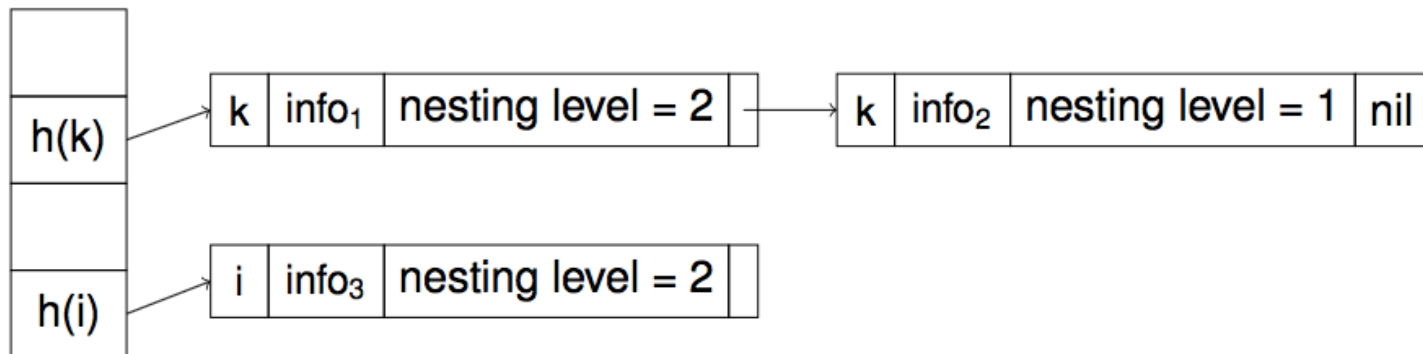 k info₁ nesting level = 2 k info₂ nesting level = 1 nil
h(k)
i info₃ nesting level = 2
h(i)